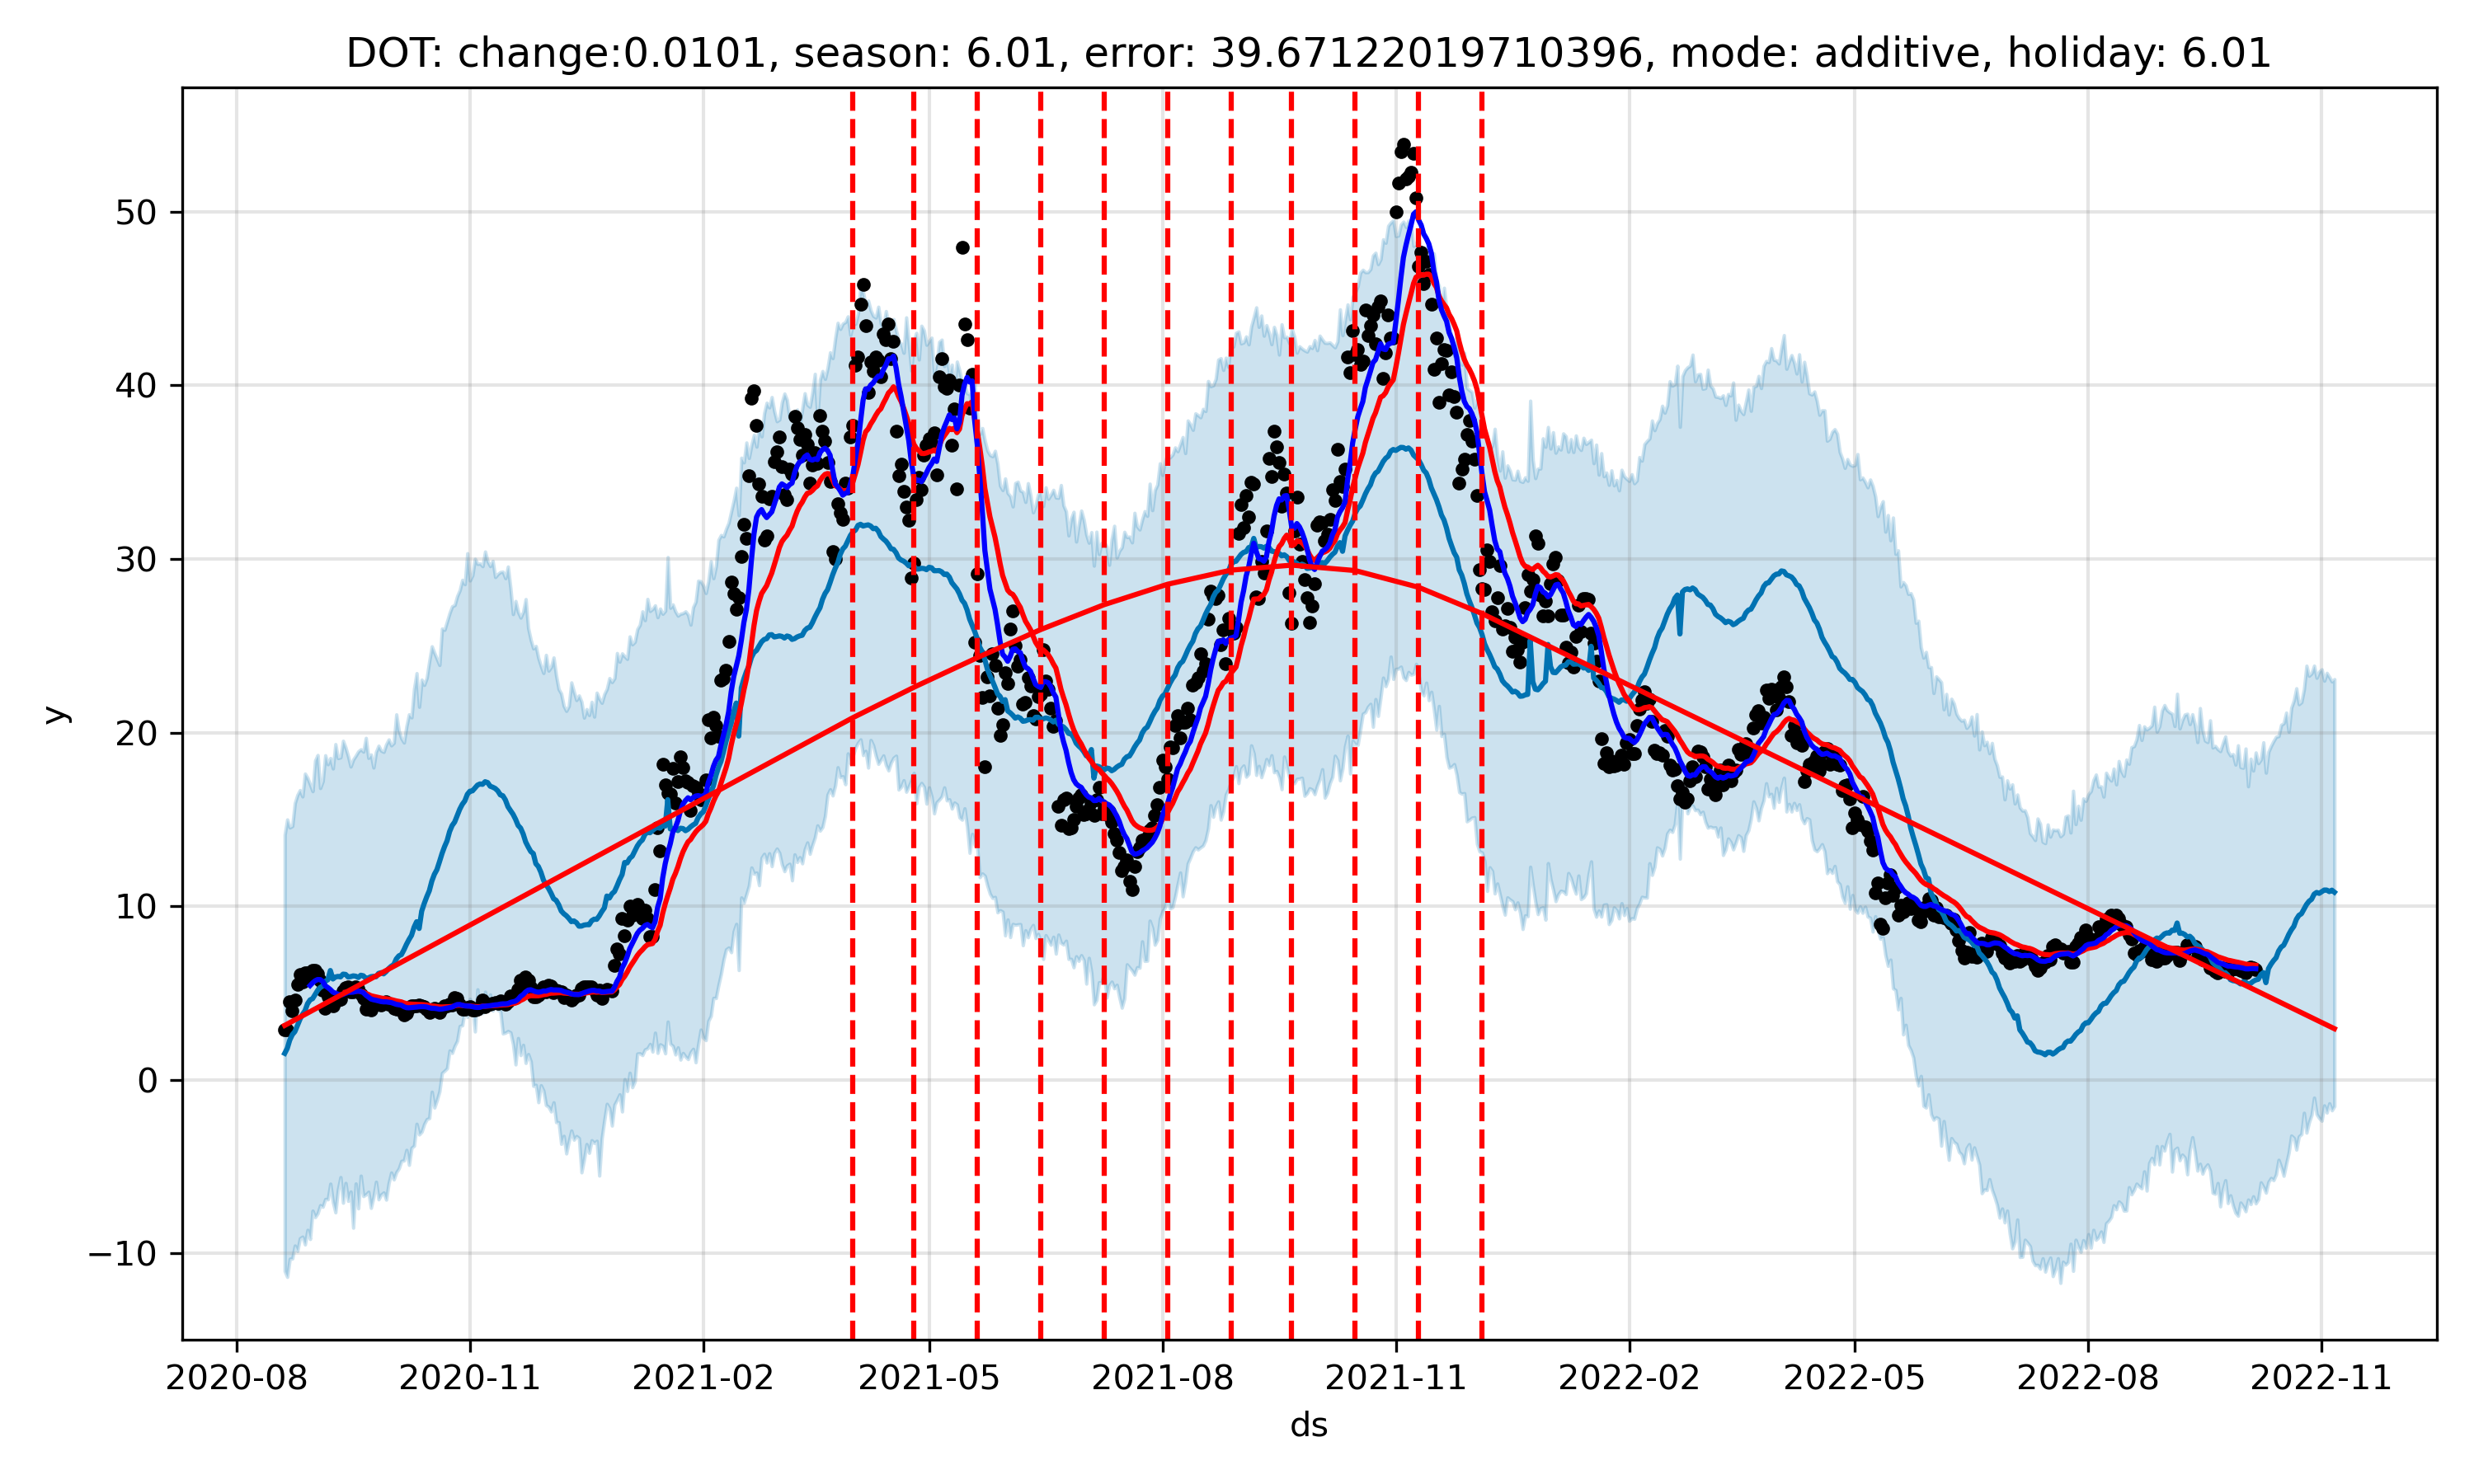 DOT: change:0.0101, season: 6.01, error: 39.67122019710396, mode: additive, holiday: 6.01
50
40
30
20
10
0
−10
y
2020-08 2020-11 2021-02 2021-05 2021-08 2021-11 2022-02 2022-05 2022-08 2022-11
ds